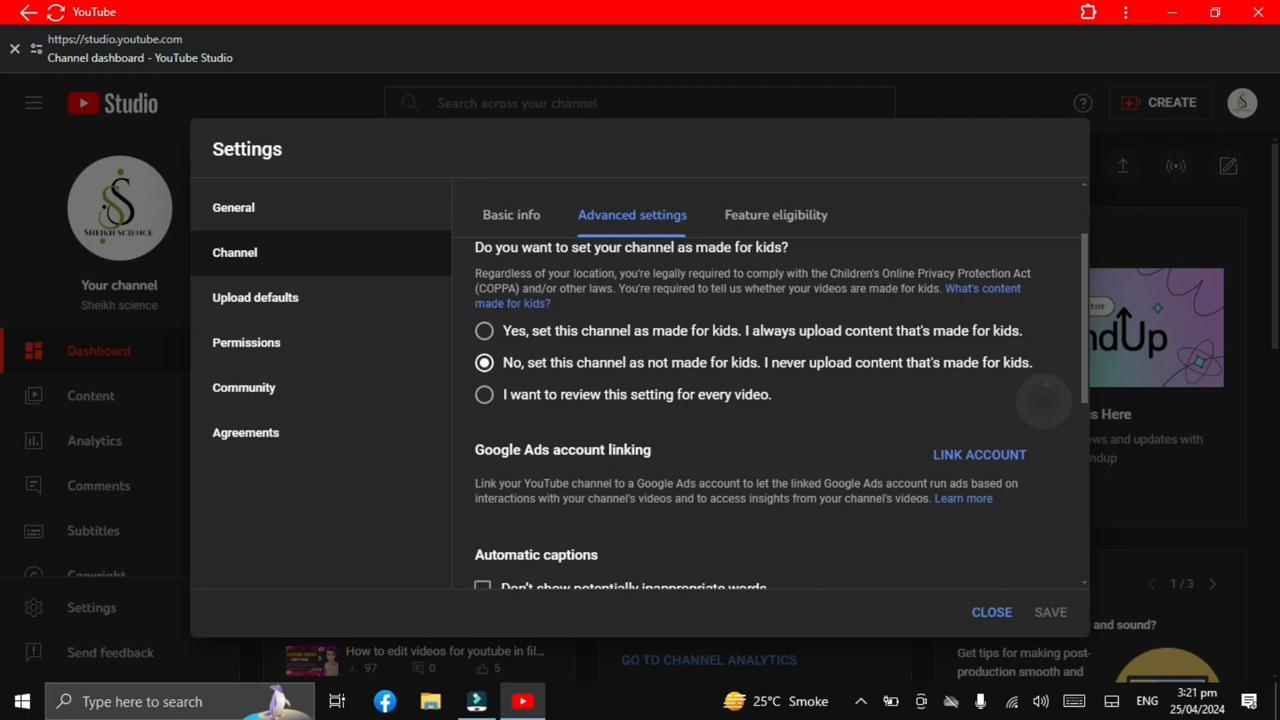 YouTube
https://studio.youtube.com
Channel dashboard - YouTube Studio
Studio
Search across your channel
CREATE
Settings
SHEIKH SCIENCE
Your channel
Sheikh science
Dashboard
Content
Analytics
Comments
Subtitles
Copyright
Settings
Send feedback
General
Channel
Upload defaults
Permissions
Community
Agreements
Basic info
Advanced settings
Feature eligibility
Do you want to set your channel as made for kids?
Regardless of your location, you're legally required to comply with the Children's Online Privacy Protection Act
(COPPA) and/or other laws. You're required to tell us whether your videos are made for kids. What's content
made for kids?
Yes, set this channel as made for kids. I always upload content that's made for kids.
No, set this channel as not made for kids. I never upload content that's made for kids.
I want to review this setting for every video.
Google Ads account linking
LINK ACCOUNT
Link your YouTube channel to a Google Ads account to let the linked Google Ads account run ads based on
interactions with your channel's videos and to access insights from your channel's videos. Learn more
Automatic captions
Don't show potentially inappropriate words
CLOSE
SAVE
tor
ndUp
s Here
ews and updates with
ndup
1 / 3
and sound?
Get tips for making post-
production smooth and
How to edit videos for youtube in fil...
97
0
5
GO TO CHANNEL ANALYTICS
Type here to search
25°C Smoke
ENG
3:21 pm
25/04/2024